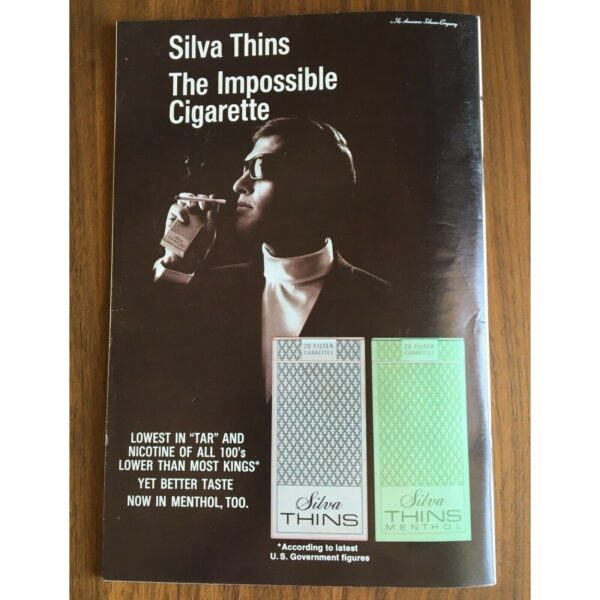 © The American Tobacco Company
Silva Thins
The Impossible
Cigarette
20 FILTER
CIGARETTES
20 FILTER
CIGARETTES
LOWEST IN "TAR" AND
NICOTINE OF ALL 100's
LOWER THAN MOST KINGS*
YET BETTER TASTE
NOW IN MENTHOL, TOO.
Silva
THINS
Silva
THINS
MENTHOL
*According to latest
U. S. Government figures